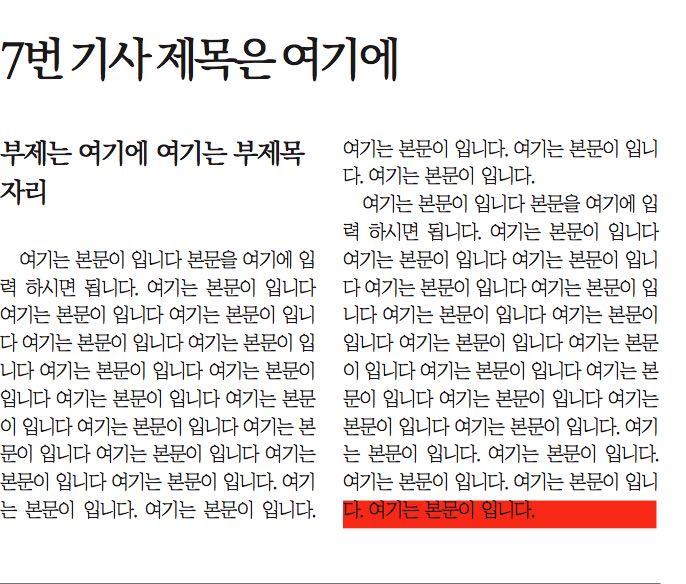 7번 기사 제목은 여기에
부제는 여기에 여기는 부제목
자리
여기는 본문이 입니다 본문을 여기에 입
력 하시면 됩니다. 여기는 본문이 입니다
여기는 본문이 입니다 여기는 본문이 입니
다 여기는 본문이 입니다 여기는 본문이 입
니다 여기는 본문이 입니다 여기는 본문이
입니다 여기는 본문이 입니다 여기는 본문
이 입니다 여기는 본문이 입니다 여기는 본
문이 입니다 여기는 본문이 입니다 여기는
본문이 입니다 여기는 본문이 입니다. 여기
는 본문이 입니다. 여기는 본문이 입니다.
여기는 본문이 입니다. 여기는 본문이 입니
다. 여기는 본문이 입니다.
여기는 본문이 입니다 본문을 여기에 입
력 하시면 됩니다. 여기는 본문이 입니다
여기는 본문이 입니다 여기는 본문이 입니
다 여기는 본문이 입니다 여기는 본문이 입
니다 여기는 본문이 입니다 여기는 본문이
입니다 여기는 본문이 입니다 여기는 본문
이 입니다 여기는 본문이 입니다 여기는 본
문이 입니다 여기는 본문이 입니다 여기는
본문이 입니다 여기는 본문이 입니다. 여기
는 본문이 입니다. 여기는 본문이 입니다.
여기는 본문이 입니다. 여기는 본문이 입니
다. 여기는 본문이 입니다.